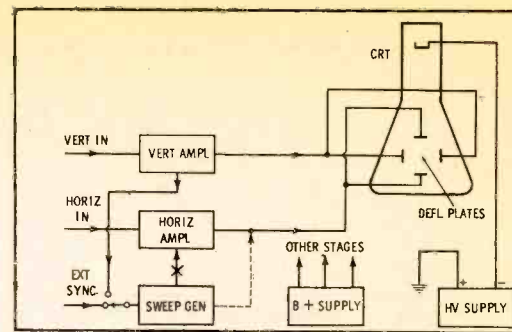 CRT
VERT IN
VERT AMPL
DEFL PLATES
HORIZ
IN
HORIZ
AMPL
OTHER STAGES
EXT
SYNC
SWEEP GEN
B + SUPPLY
+
-
HV SUPPLY